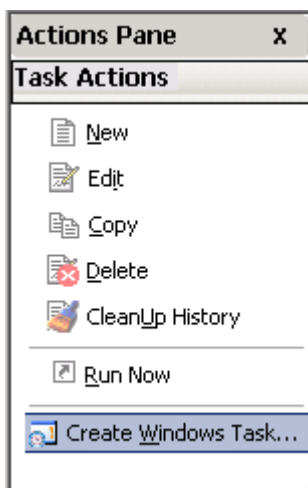 Actions Pane X
Task Actions
New
Edit
Copy
Delete
CleanUp History
Run Now
Create Windows Task...